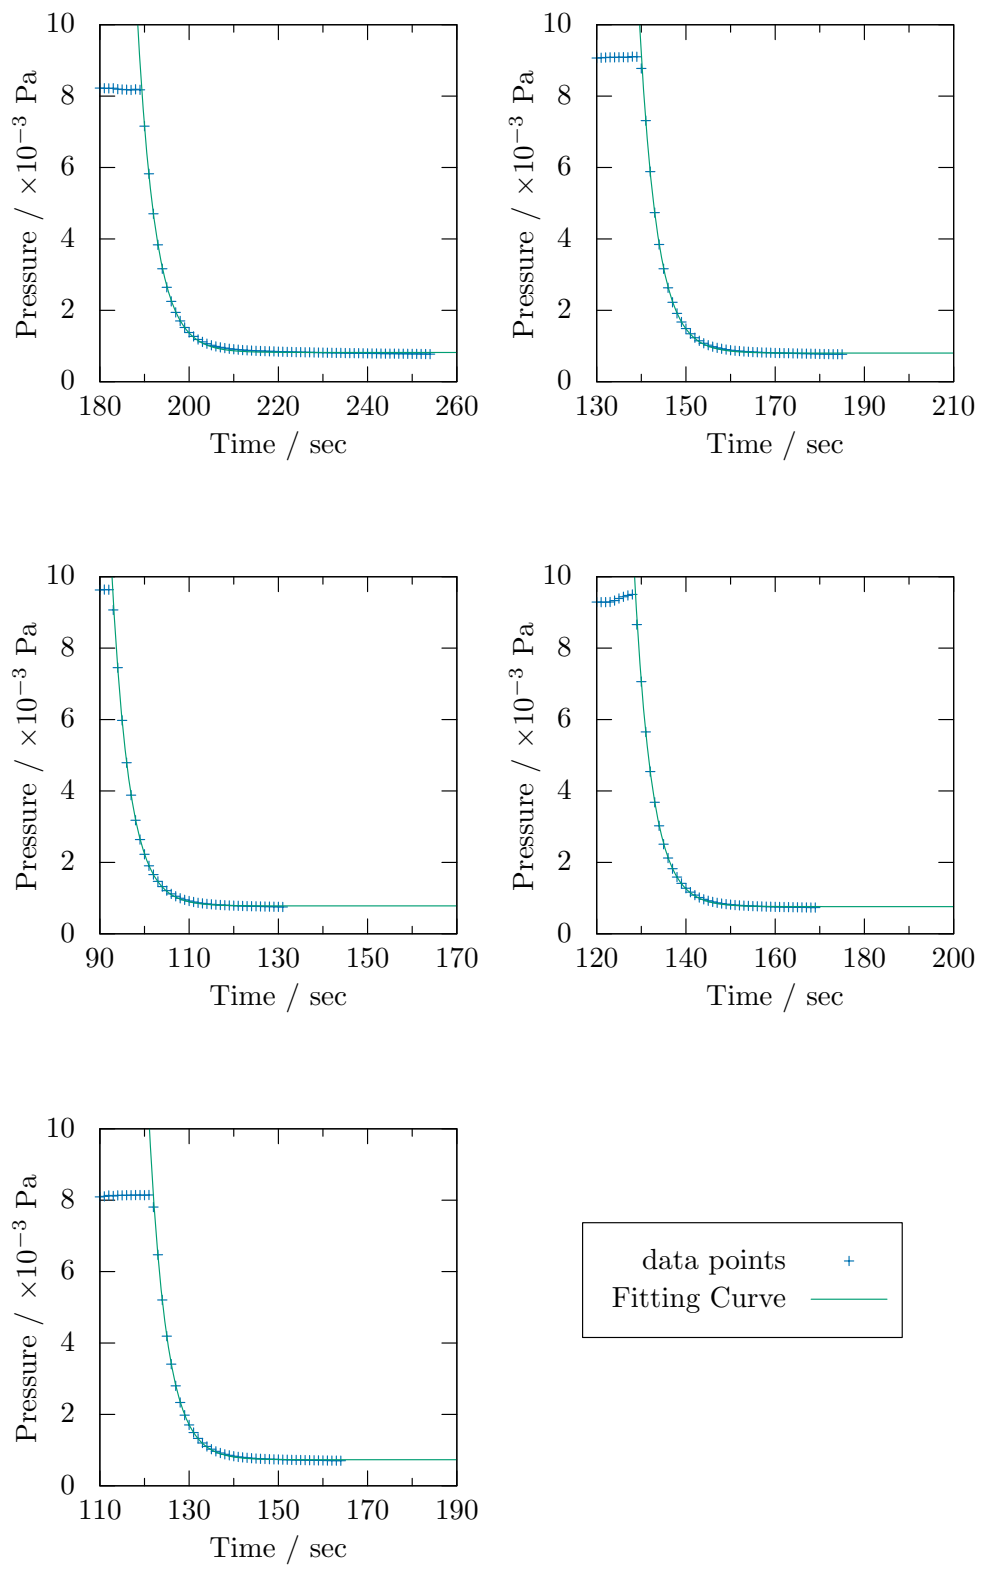 10
8
6
4
2
0
Pressure / ×10⁻³ Pa
180 200 220 240 260
Time / sec
10
8
6
4
2
0
Pressure / ×10⁻³ Pa
130 150 170 190 210
Time / sec
10
8
6
4
2
0
Pressure / ×10⁻³ Pa
90 110 130 150 170
Time / sec
10
8
6
4
2
0
Pressure / ×10⁻³ Pa
120 140 160 180 200
Time / sec
10
8
6
4
2
0
Pressure / ×10⁻³ Pa
110 130 150 170 190
Time / sec
data points
Fitting Curve